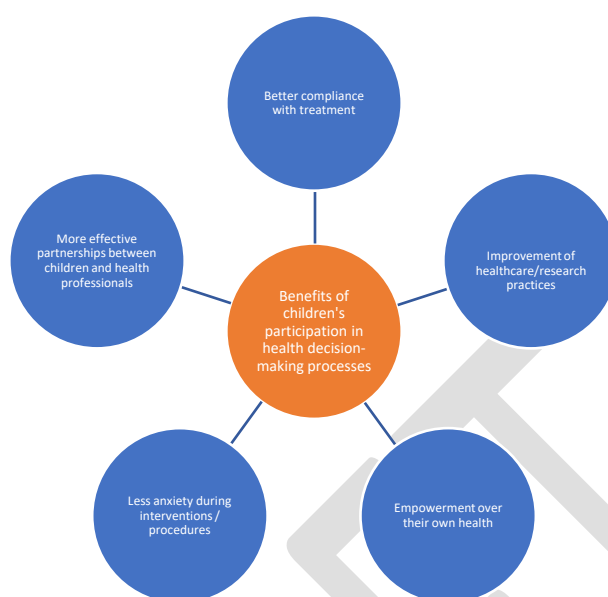 Better compliance
with treatment
More effective
partnerships between
children and health
professionals
Improvement of
healthcare/research
practices
Benefits of
children's
participation in
health decision-
making processes
Less anxiety during
interventions /
procedures
Empowerment over
their own health